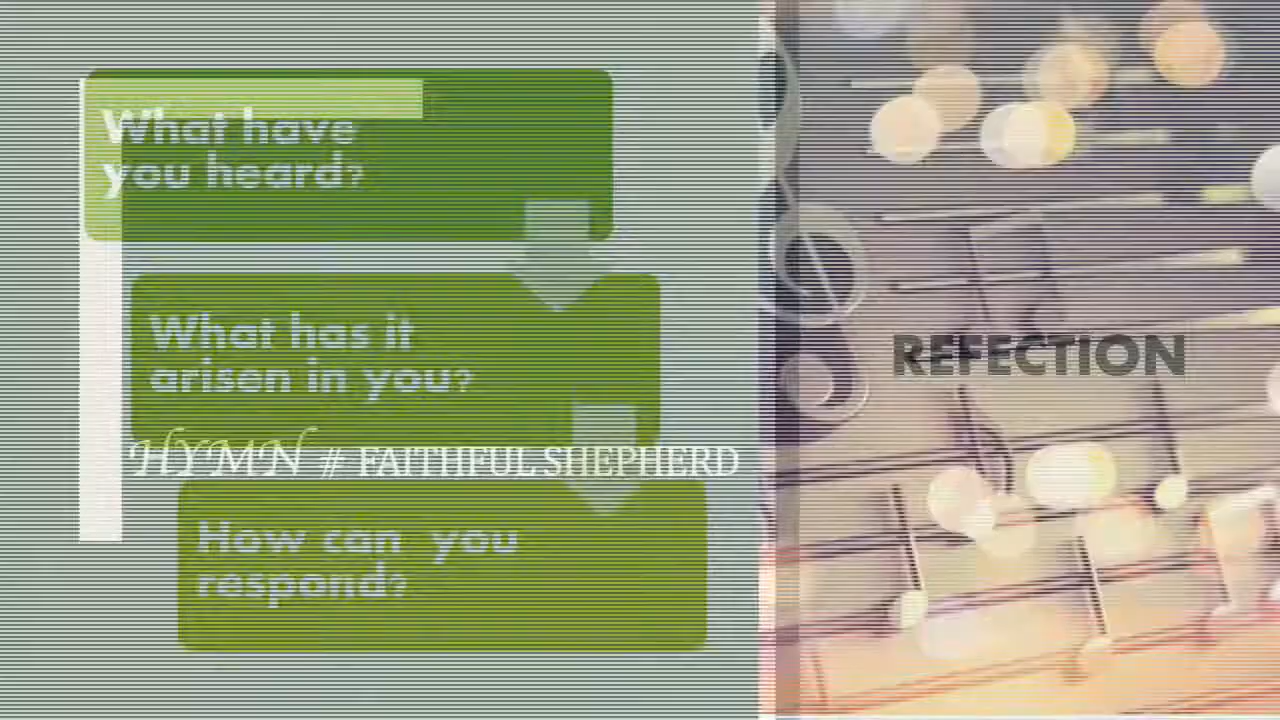 What have
you heard?
What has it
arisen in you?
HYMN # FAITHFUL SHEPHERD
How can you
respond?
REFECTION